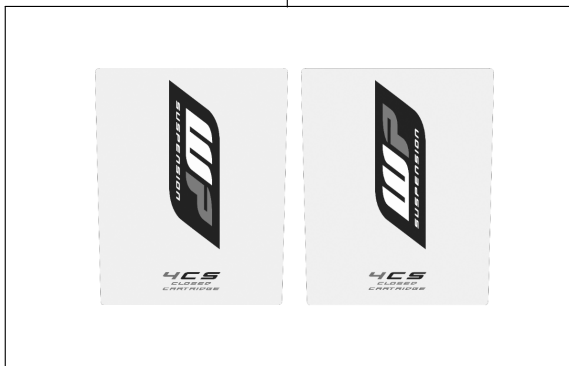 WP
SUSPENSION
4CS
CLOSED
CARTRIDGE
WP
SUSPENSION
4CS
CLOSED
CARTRIDGE